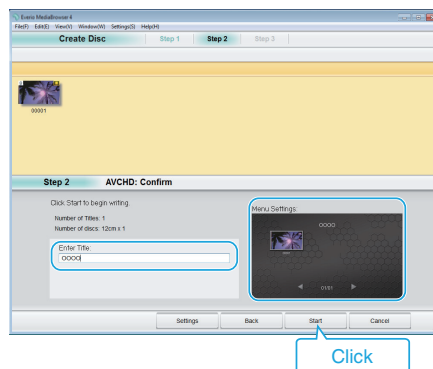 Everio MediaBrowser 4
File(F) Edit(E) View(V) Window(W) Settings(S) Help(H)
Create Disc Step 1 Step 2 Step 3
00001
Step 2 AVCHD: Confirm
Click Start to begin writing.
Number of Titles: 1
Number of discs: 12cm x 1
Enter Title:
oooo
Menu Settings:
oooo
01/01
Settings Back Start Cancel
Click